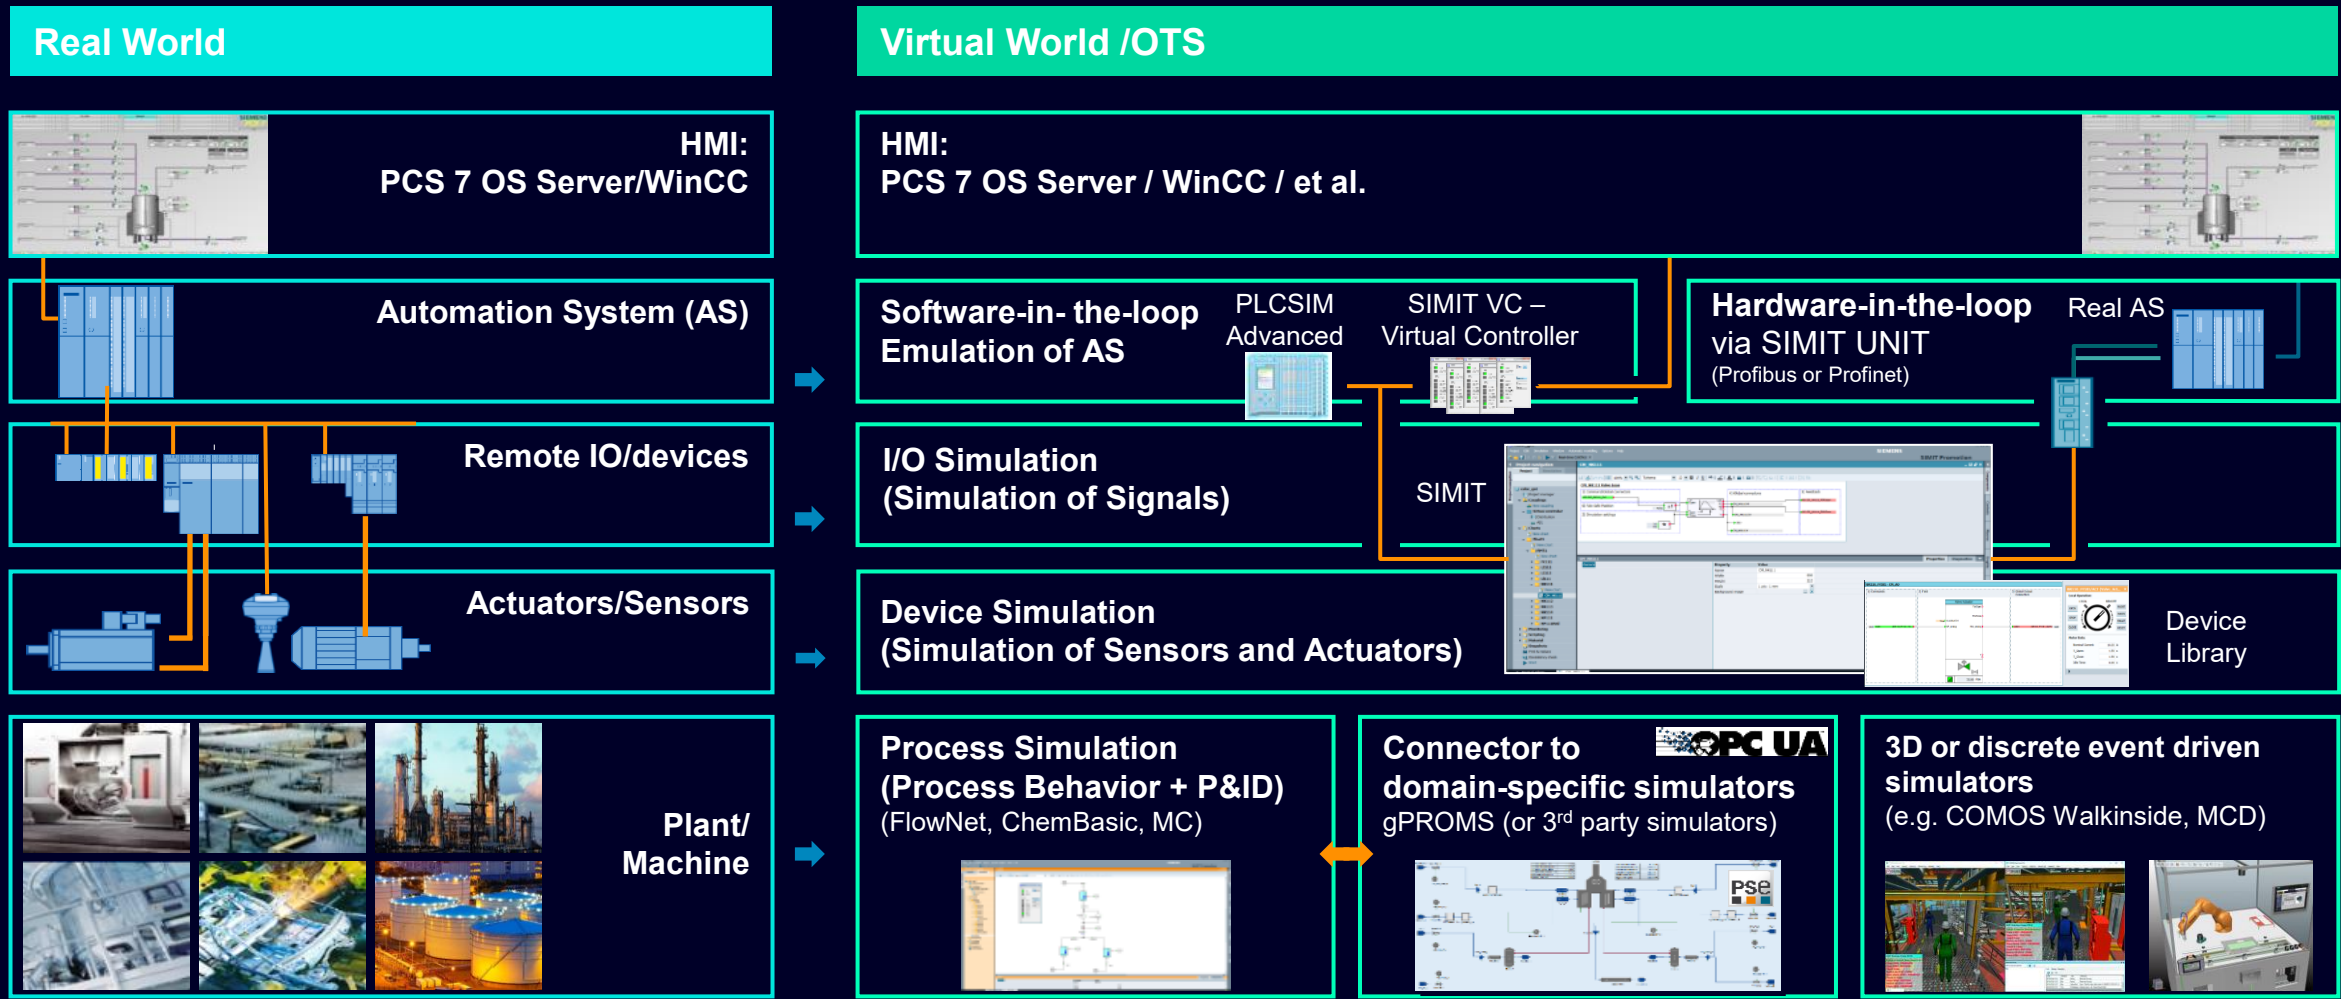 Real World
Virtual World /OTS
HMI:
PCS 7 OS Server/WinCC
HMI:
PCS 7 OS Server / WinCC / et al.
Automation System (AS)
Software-in- the-loop
Emulation of AS
PLCSIM
Advanced
SIMIT VC –
Virtual Controller
Hardware-in-the-loop
via SIMIT UNIT
(Profibus or Profinet)
Real AS
Remote IO/devices
I/O Simulation
(Simulation of Signals)
SIMIT
SIEMENS
Actuators/Sensors
Device Simulation
(Simulation of Sensors and Actuators)
Device
Library
Plant/
Machine
Process Simulation
(Process Behavior + P&ID)
(FlowNet, ChemBasic, MC)
Connector to
OPC UA
domain-specific simulators
gPROMS (or 3rd party simulators)
PSE
3D or discrete event driven
simulators
(e.g. COMOS Walkinside, MCD)